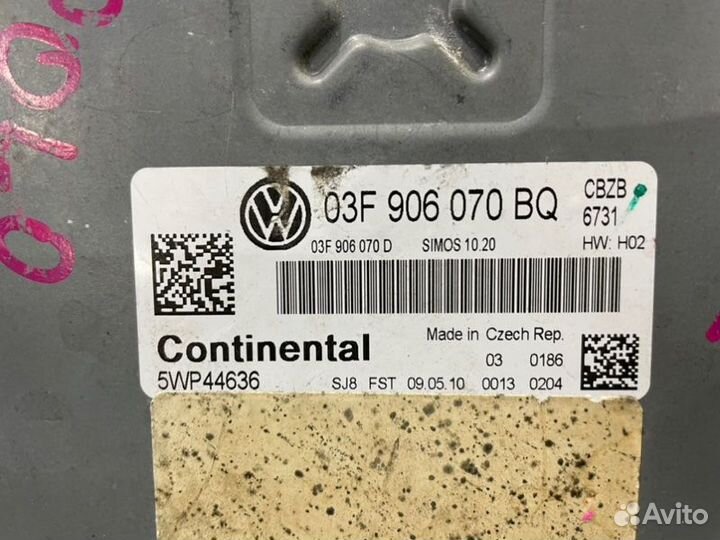 03F 906 070 BQ
CBZB
6731
03F 906 070 D SIMOS 10.20
HW: H02
Continental
Made in Czech Rep.
03 0186
5WP44636
SJ8 FST 09.05.10 0013 0204
Avito